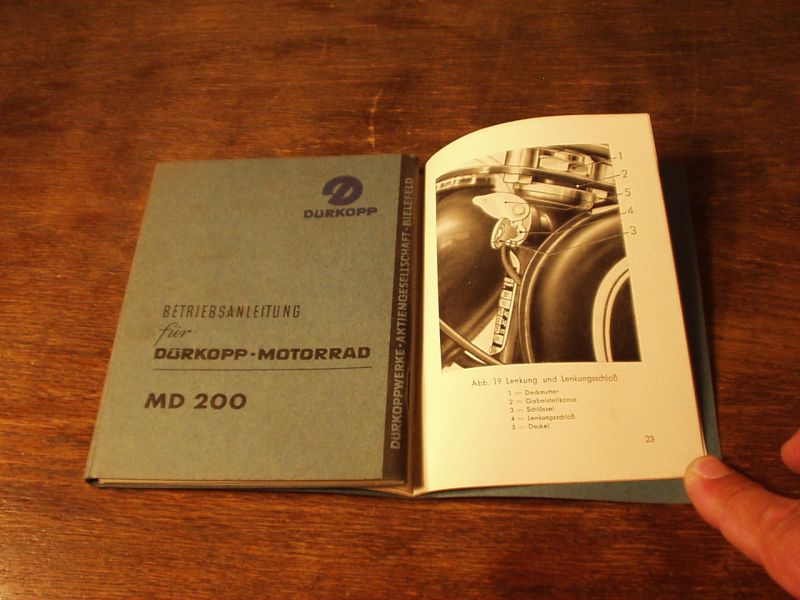 DÜRKOPP
BETRIEBSANLEITUNG
für
DÜRKOPP-MOTORRAD
MD 200
DÜRKOPPWERKE · AKTIENGESELLSCHAFT · BIELEFELD
1
2
5
4
3
Abb. 19 Lenkung und Lenkungsschloß
1 — Deckmutter
2 — Gabelstellkonus
3 — Schlüssel
4 — Lenkungsschloß
5 — Deckel
23